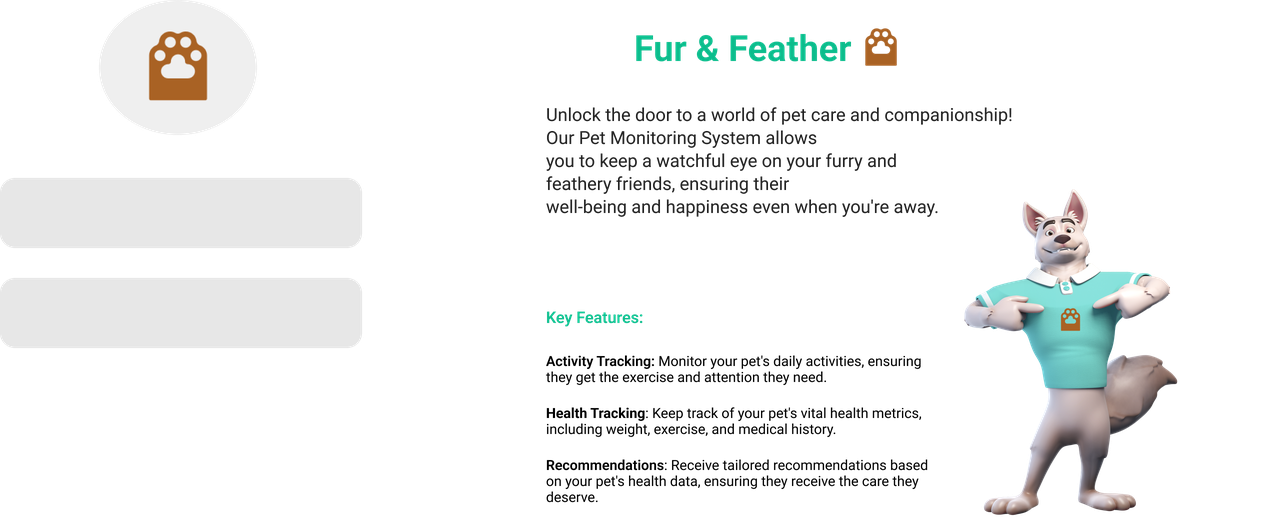 Fur & Feather
Unlock the door to a world of pet care and companionship!
Our Pet Monitoring System allows
you to keep a watchful eye on your furry and
feathery friends, ensuring their
well-being and happiness even when you're away.
Key Features:
Activity Tracking: Monitor your pet's daily activities, ensuring
they get the exercise and attention they need.
Health Tracking: Keep track of your pet's vital health metrics,
including weight, exercise, and medical history.
Recommendations: Receive tailored recommendations based
on your pet's health data, ensuring they receive the care they
deserve.